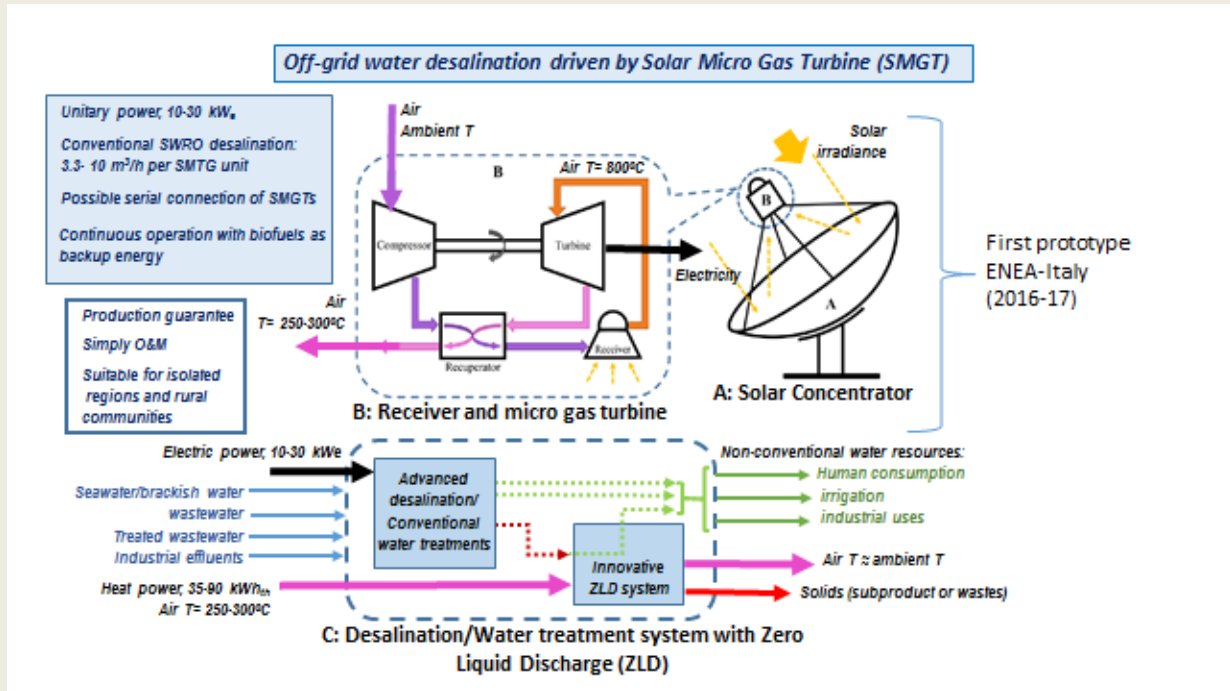 Off-grid water desalination driven by Solar Micro Gas Turbine (SMGT)
Unitary power, 10-30 kWe
Conventional SWRO desalination:
3.3- 10 m³/h per SMTG unit
Possible serial connection of SMGTs
Continuous operation with biofuels as
backup energy
Production guarantee
Simply O&M
Suitable for isolated
regions and rural
communities
Air
Ambient T
B
Air T= 800ºC
Compressor
Turbine
Electricity
Air
T= 250-300ºC
Recuperator
Receiver
B: Receiver and micro gas turbine
Solar
irradiance
B
A
A: Solar Concentrator
First prototype
ENEA-Italy
(2016-17)
Electric power, 10-30 kWe
Seawater/brackish water
wastewater
Treated wastewater
Industrial effluents
Heat power, 35-90 kWhth
Air T= 250-300ºC
Advanced
desalination/
Conventional
water treatments
Innovative
ZLD system
Non-conventional water resources:
Human consumption
irrigation
industrial uses
Air T ≈ ambient T
Solids (subproduct or wastes)
C: Desalination/Water treatment system with Zero
Liquid Discharge (ZLD)